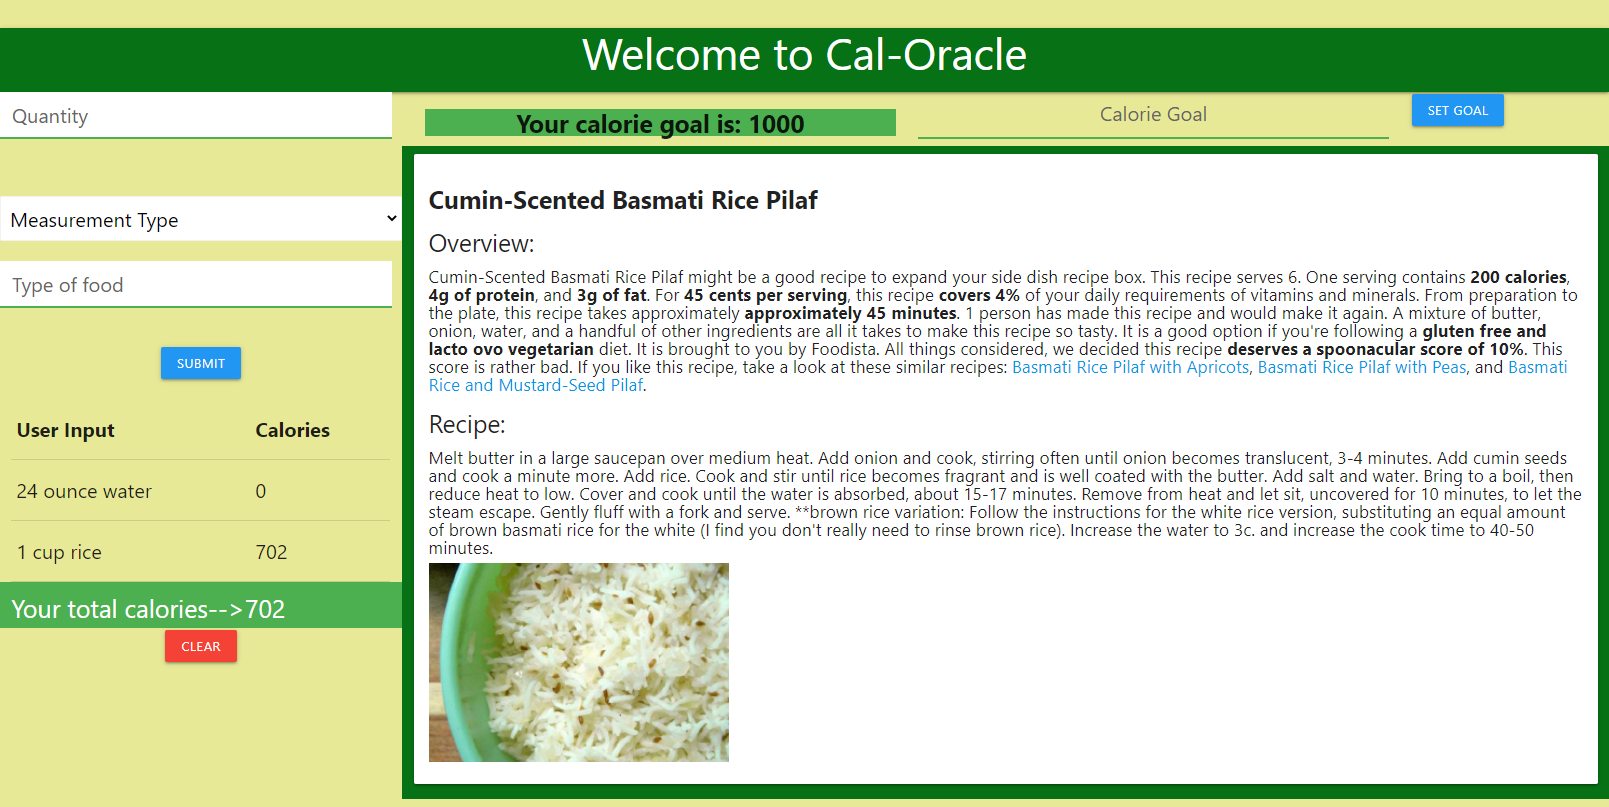 Welcome to Cal-Oracle
Quantity
Your calorie goal is: 1000
Calorie Goal
SET GOAL
Measurement Type
Type of food
SUBMIT
User Input Calories
24 ounce water 0
1 cup rice 702
Your total calories-->702
CLEAR
Cumin-Scented Basmati Rice Pilaf
Overview:
Cumin-Scented Basmati Rice Pilaf might be a good recipe to expand your side dish recipe box. This recipe serves 6. One serving contains 200 calories,
4g of protein, and 3g of fat. For 45 cents per serving, this recipe covers 4% of your daily requirements of vitamins and minerals. From preparation to
the plate, this recipe takes approximately approximately 45 minutes. 1 person has made this recipe and would make it again. A mixture of butter,
onion, water, and a handful of other ingredients are all it takes to make this recipe so tasty. It is a good option if you're following a gluten free and
lacto ovo vegetarian diet. It is brought to you by Foodista. All things considered, we decided this recipe deserves a spoonacular score of 10%. This
score is rather bad. If you like this recipe, take a look at these similar recipes: Basmati Rice Pilaf with Apricots, Basmati Rice Pilaf with Peas, and Basmati
Rice and Mustard-Seed Pilaf.
Recipe:
Melt butter in a large saucepan over medium heat. Add onion and cook, stirring often until onion becomes translucent, 3-4 minutes. Add cumin seeds
and cook a minute more. Add rice. Cook and stir until rice becomes fragrant and is well coated with the butter. Add salt and water. Bring to a boil, then
reduce heat to low. Cover and cook until the water is absorbed, about 15-17 minutes. Remove from heat and let sit, uncovered for 10 minutes, to let the
steam escape. Gently fluff with a fork and serve. **brown rice variation: Follow the instructions for the white rice version, substituting an equal amount
of brown basmati rice for the white (I find you don't really need to rinse brown rice). Increase the water to 3c. and increase the cook time to 40-50
minutes.